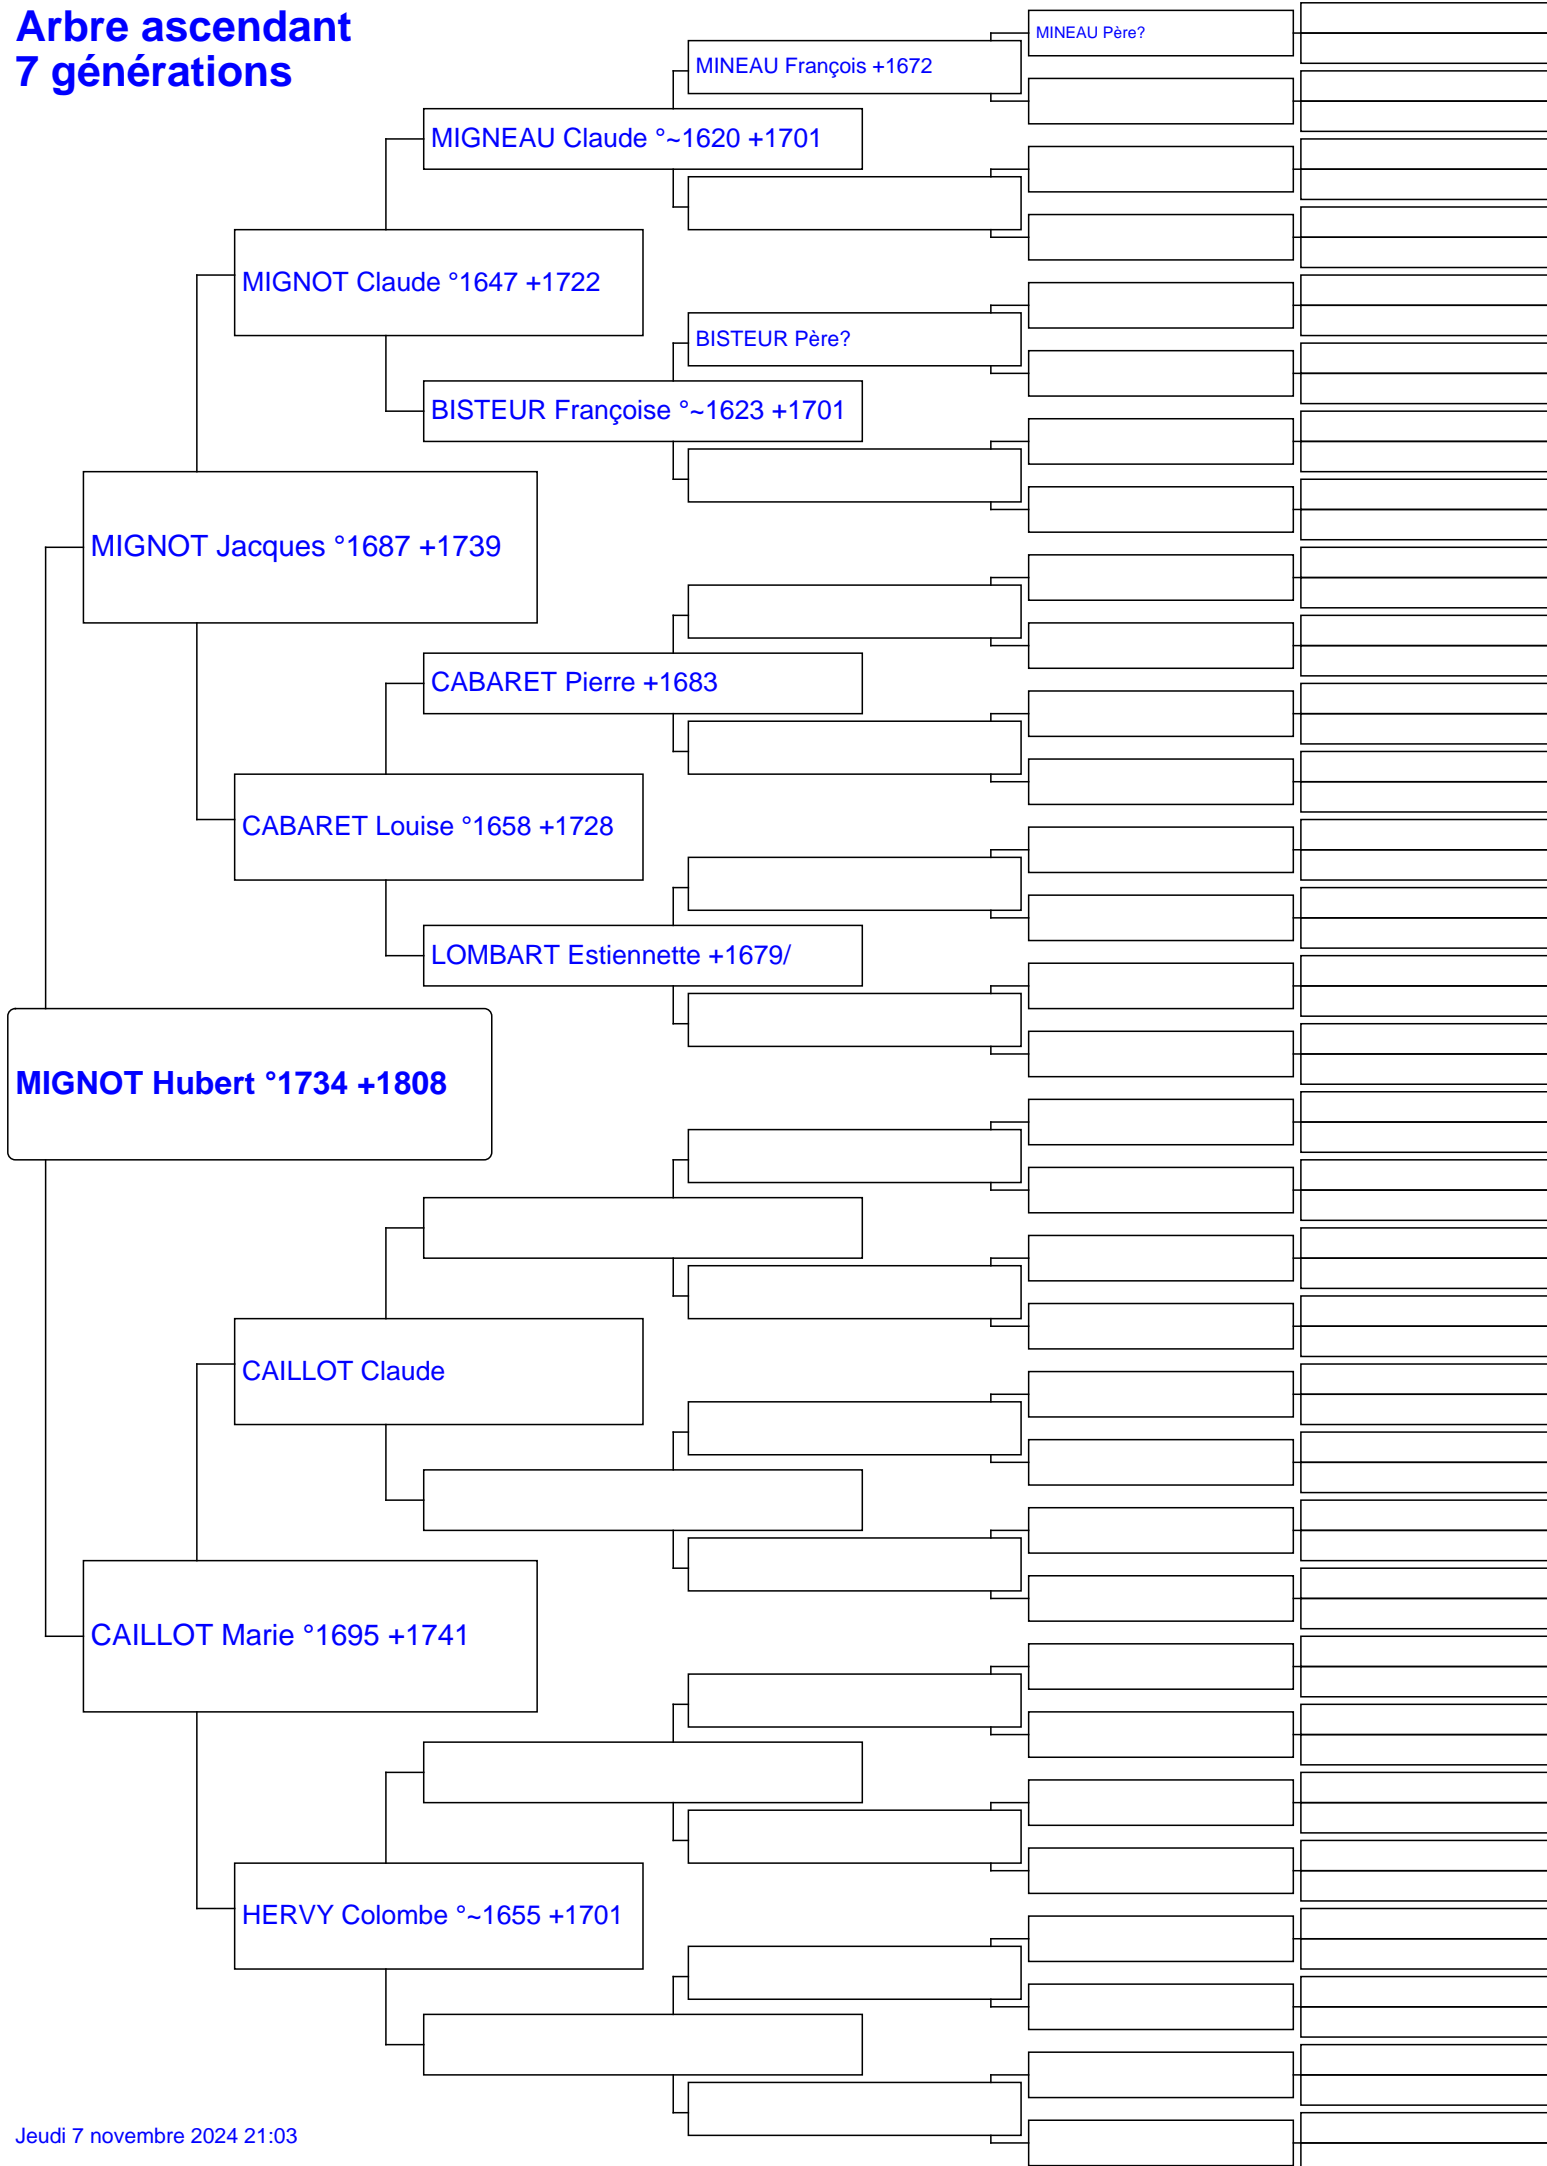 Arbre ascendant
7 générations
MINEAU Père?
MINEAU François +1672
MIGNEAU Claude °~1620 +1701
MIGNOT Claude °1647 +1722
BISTEUR Père?
BISTEUR Françoise °~1623 +1701
MIGNOT Jacques °1687 +1739
CABARET Pierre +1683
CABARET Louise °1658 +1728
LOMBART Estiennette +1679/
MIGNOT Hubert °1734 +1808
CAILLOT Claude
CAILLOT Marie °1695 +1741
HERVY Colombe °~1655 +1701
Jeudi 7 novembre 2024 21:03